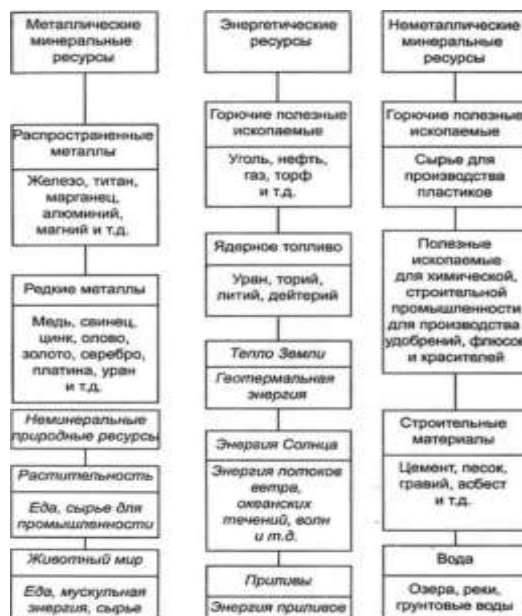 Металлические
минеральные
ресурсы
Распространенные
металлы
Железо, титан,
марганец,
алюминий,
магний и т.д.
Редкие металлы
Медь, свинец,
цинк, олово,
золото, серебро,
платина, уран
и т.д.
Неминеральные
природные ресурсы
Растительность
Еда, сырье для
промышленности
Животный мир
Еда, мускульная
энергия, сырье
Энергетические
ресурсы
Горючие полезные
ископаемые
Уголь, нефть,
газ, торф
и т.д.
Ядерное топливо
Уран, торий,
литий, дейтерий
Тепло Земли
Геотермальная
энергия
Энергия Солнца
Энергия потоков
ветра,
океанских
течений, волн
и т.д.
Приливы
Энергия приливов
Неметаллические
минеральные
ресурсы
Горючие полезные
ископаемые
Сырье для
производства
пластиков
Полезные
ископаемые
для химической,
строительной
промышленности
для производства
удобрений, флюсов
и красителей
Строительные
материалы
Цемент, песок,
гравий, асбест
и т.д.
Вода
Озера, реки,
грунтовые воды